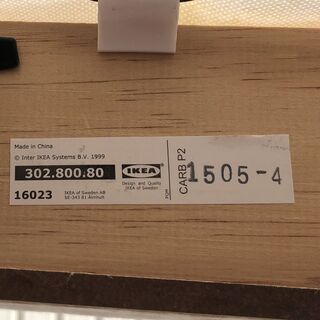 Made in China
© Inter IKEA Systems B.V. 1999
302.800.80
IKEA
Design and Quality
IKEA of Sweden
16023
IKEA of Sweden AB
SE-343 81 Älmhult
PQM
CARB P2
1505-4